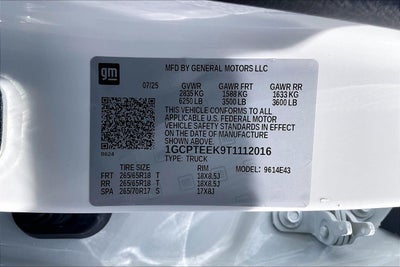 gm
MFD BY GENERAL MOTORS LLC
07/25 GVWR GAWR FRT GAWR RR
2835 KG 1588 KG 1633 KG
6250 LB 3500 LB 3600 LB
THIS VEHICLE CONFORMS TO ALL
APPLICABLE U.S. FEDERAL MOTOR
VEHICLE SAFETY STANDARDS IN EFFECT ON
THE DATE OF MANUFACTURE SHOWN ABOVE.
1GCPTEEK9T1112016
TYPE: TRUCK MODEL: 9614E43
TIRE SIZE RIM
FRT 265/65R18 T 18X8.5J
RR 265/65R18 T 18X8.5J
SPA 265/70R17 S 17X8J